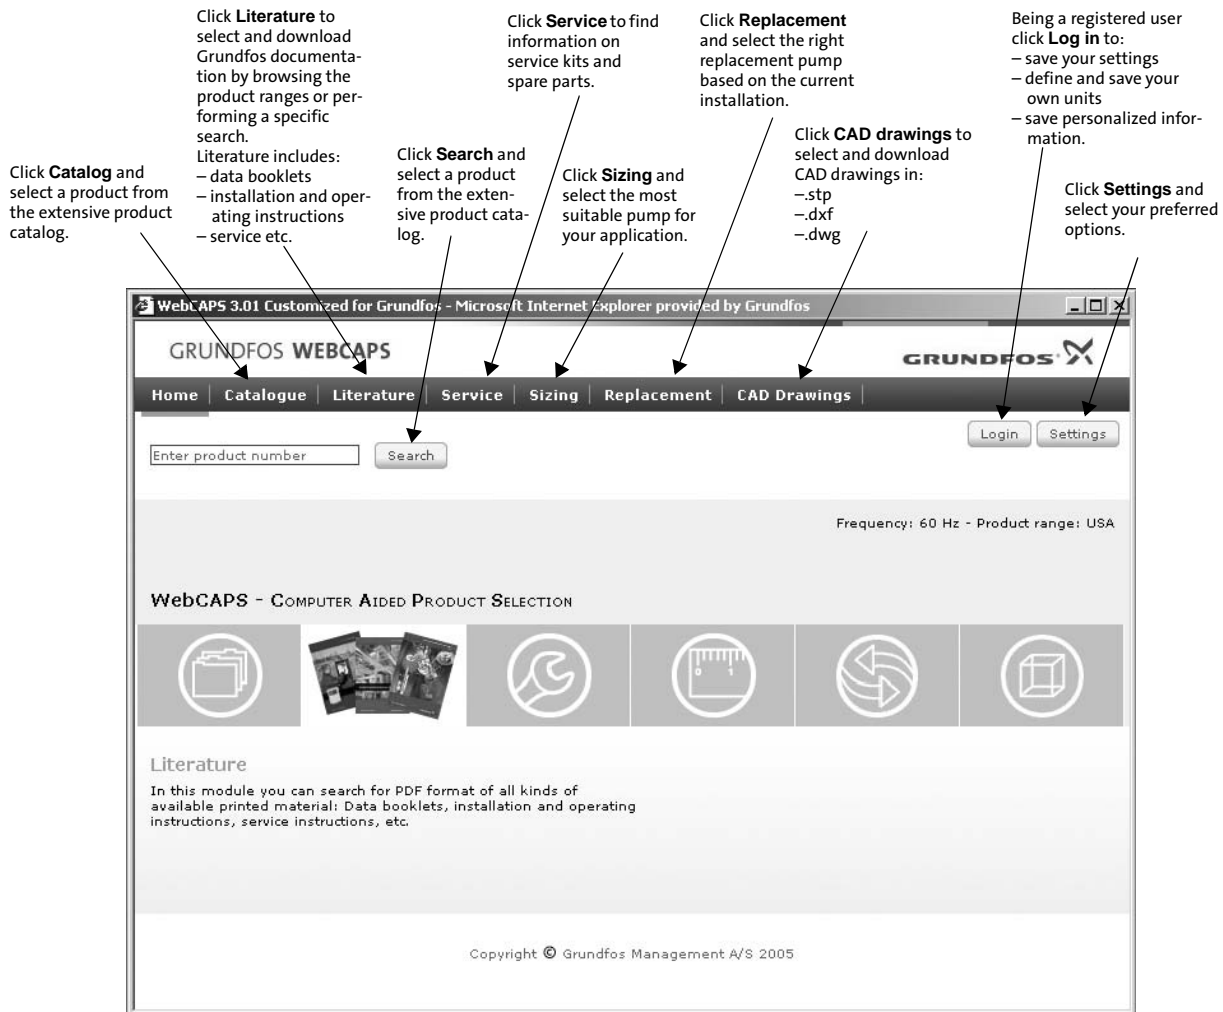 Click Literature to
select and download
Grundfos documenta-
tion by browsing the
product ranges or per-
forming a specific
search.
Literature includes:
– data booklets
– installation and oper-
ating instructions
– service etc.
Click Service to find
information on
service kits and
spare parts.
Click Replacement
and select the right
replacement pump
based on the current
installation.
Being a registered user
click Log in to:
– save your settings
– define and save your
own units
– save personalized infor-
mation.
Click Catalog and
select a product from
the extensive product
catalog.
Click Search and
select a product
from the exten-
sive product cata-
log.
Click Sizing and
select the most
suitable pump for
your application.
Click CAD drawings to
select and download
CAD drawings in:
–.stp
–.dxf
–.dwg
Click Settings and
select your preferred
options.
WebCAPS 3.01 Customized for Grundfos - Microsoft Internet Explorer provided by Grundfos
GRUNDFOS WEBCAPS
GRUNDFOS
Home Catalogue Literature Service Sizing Replacement CAD Drawings
Login Settings
Enter product number Search
Frequency: 60 Hz - Product range: USA
WebCAPS - Computer Aided Product Selection
0 1
Literature
In this module you can search for PDF format of all kinds of
available printed material: Data booklets, installation and operating
instructions, service instructions, etc.
Copyright © Grundfos Management A/S 2005